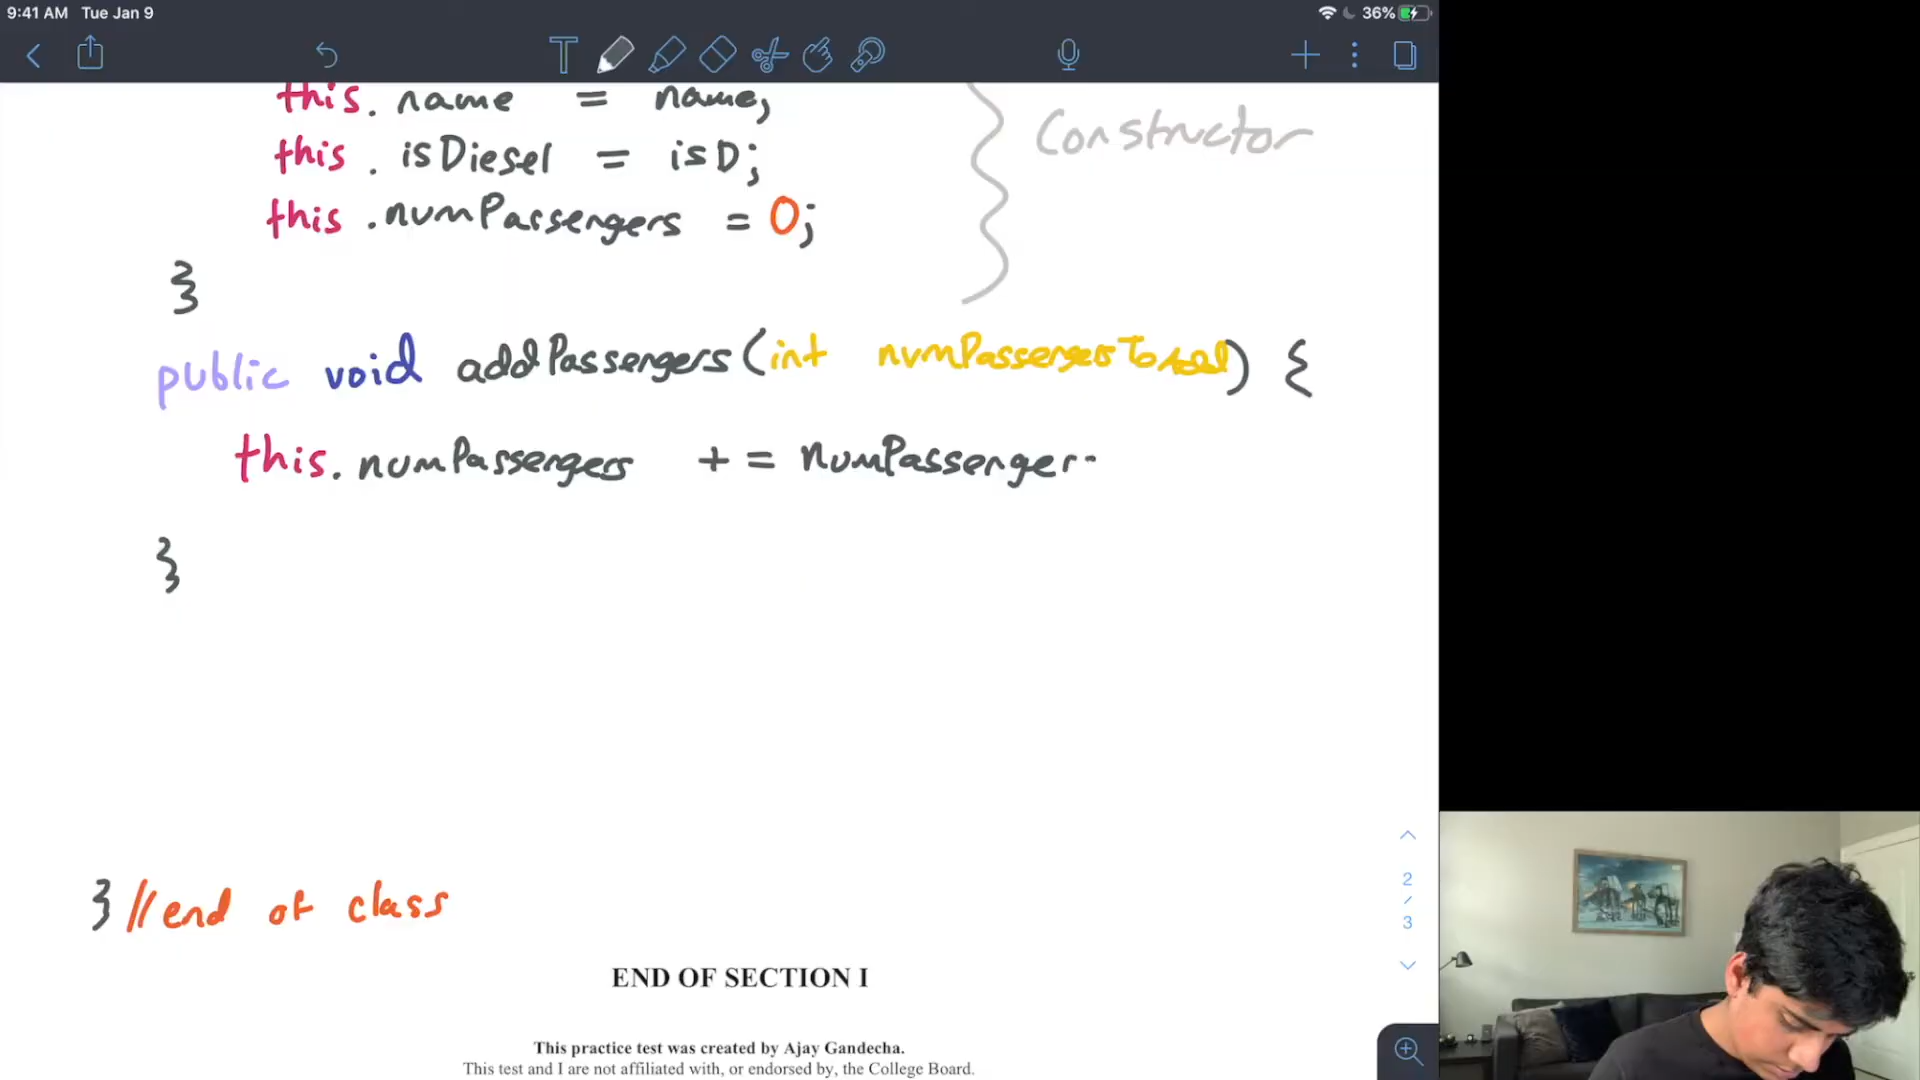 9:41 AM Tue Jan 9 36%
this. name = name;
this. isDiesel = isD;
this.numPassengers = 0;
Constructor
}
public void addPassengers(int numPassengersToAdd) {
this. numPassengers += numPassenger
}
2
/
3
} //end of class
END OF SECTION I
This practice test was created by Ajay Gandecha.
This test and I are not affiliated with, or endorsed by, the College Board.